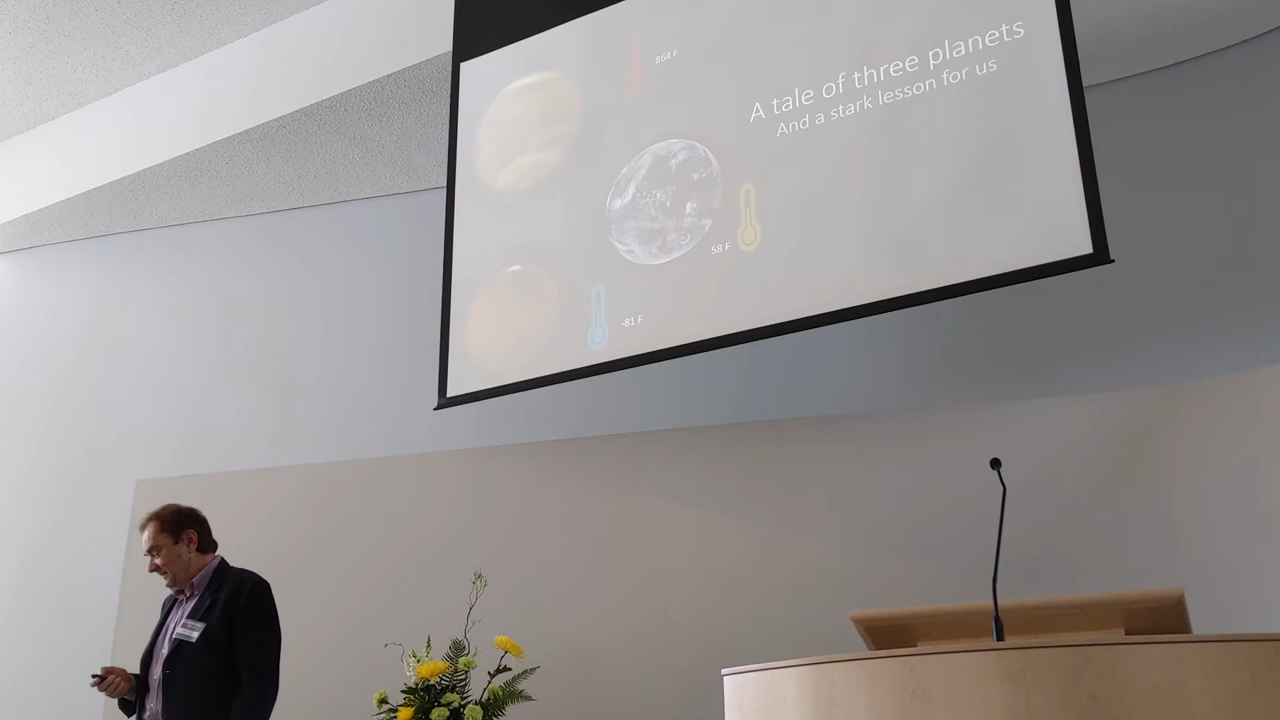 864 F
A tale of three planets
And a stark lesson for us
58 F
-81 F